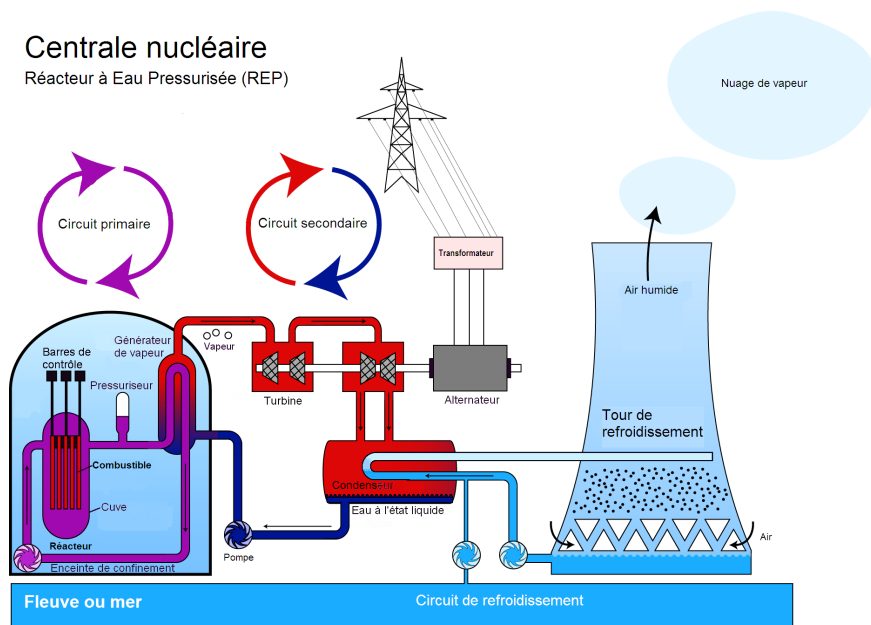 Centrale nucléaire
Réacteur à Eau Pressurisée (REP)
Nuage de vapeur
Circuit primaire
Circuit secondaire
Transformateur
Air humide
Générateur
de vapeur
Vapeur
Barres de
contrôle
Pressuriseur
Turbine
Alternateur
Tour de
refroidissement
Combustible
Condenseur
Cuve
Eau à l'état liquide
Réacteur
Pompe
Air
Enceinte de confinement
Fleuve ou mer
Circuit de refroidissement